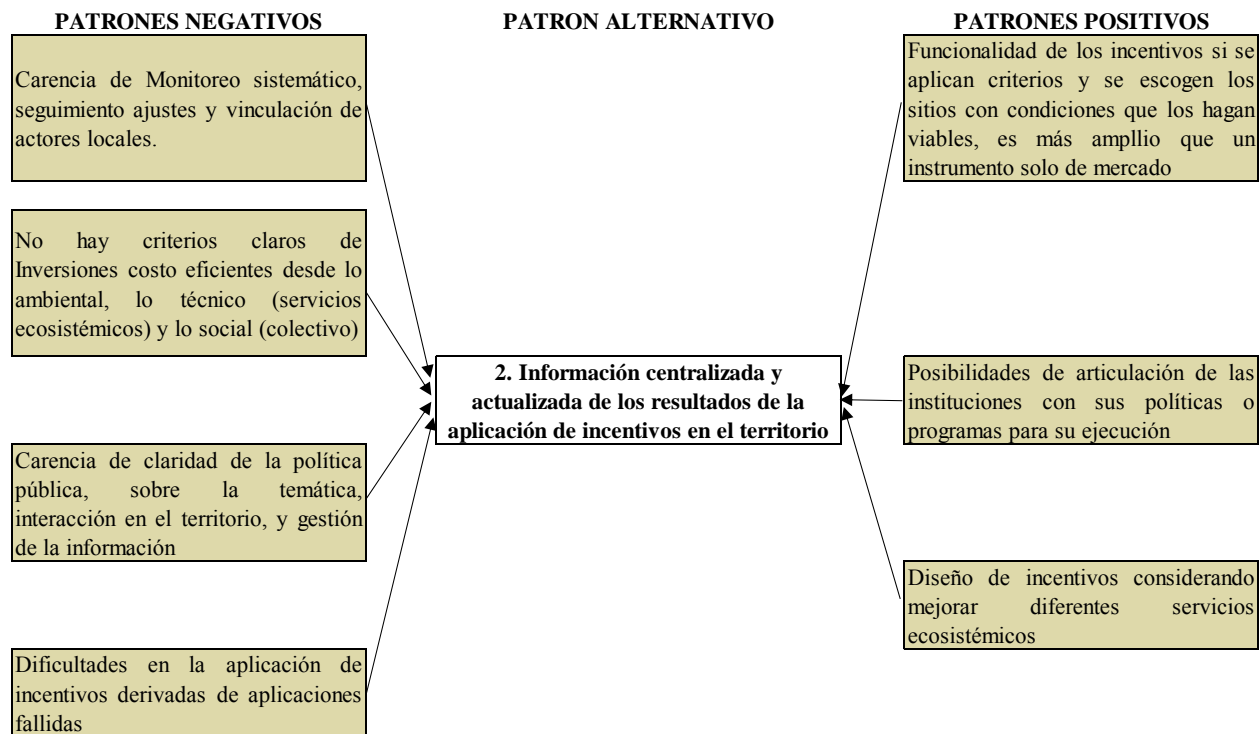 PATRONES NEGATIVOS
Carencia de Monitoreo sistemático,
seguimiento ajustes y vinculación de
actores locales.
No hay criterios claros de
Inversiones costo eficientes desde lo
ambiental, lo técnico (servicios
ecosistémicos) y lo social (colectivo)
Carencia de claridad de la política
pública, sobre la temática,
interacción en el territorio, y gestión
de la información
Dificultades en la aplicación de
incentivos derivadas de aplicaciones
fallidas
PATRON ALTERNATIVO
2. Información centralizada y
actualizada de los resultados de la
aplicación de incentivos en el territorio
PATRONES POSITIVOS
Funcionalidad de los incentivos si se
aplican criterios y se escogen los
sitios con condiciones que los hagan
viables, es más ampllio que un
instrumento solo de mercado
Posibilidades de articulación de las
instituciones con sus políticas o
programas para su ejecución
Diseño de incentivos considerando
mejorar diferentes servicios
ecosistémicos